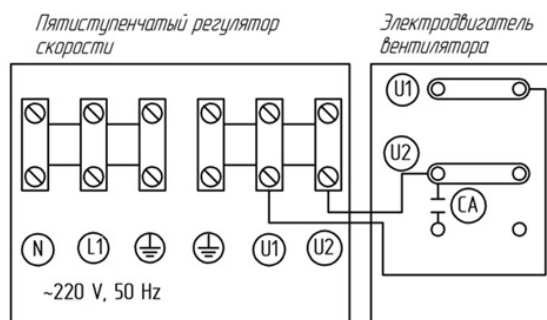 Пятиступенчатый регулятор
скорости
Электродвигатель
вентилятора
U1
U2
CA
N L1 U1 U2
~220 V, 50 Hz